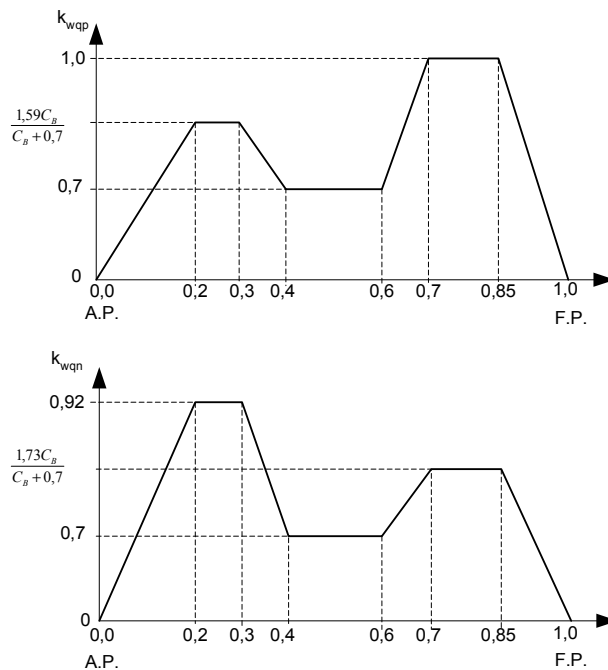 k_wqp
1,0
1,59C_B
C_B + 0,7
0,7
0
0,0 0,2 0,3 0,4 0,6 0,7 0,85 1,0
A.P. F.P.
k_wqn
0,92
1,73C_B
C_B + 0,7
0,7
0
0,0 0,2 0,3 0,4 0,6 0,7 0,85 1,0
A.P. F.P.